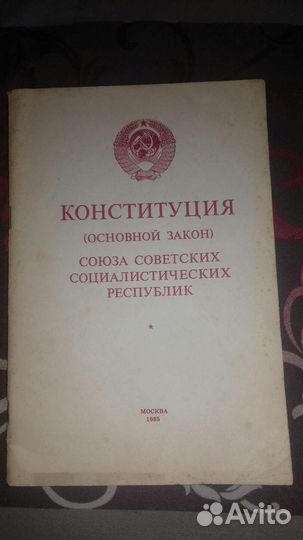 КОНСТИТУЦИЯ
(ОСНОВНОЙ ЗАКОН)
СОЮЗА СОВЕТСКИХ
СОЦИАЛИСТИЧЕСКИХ
РЕСПУБЛИК
*
МОСКВА
1985
Avito